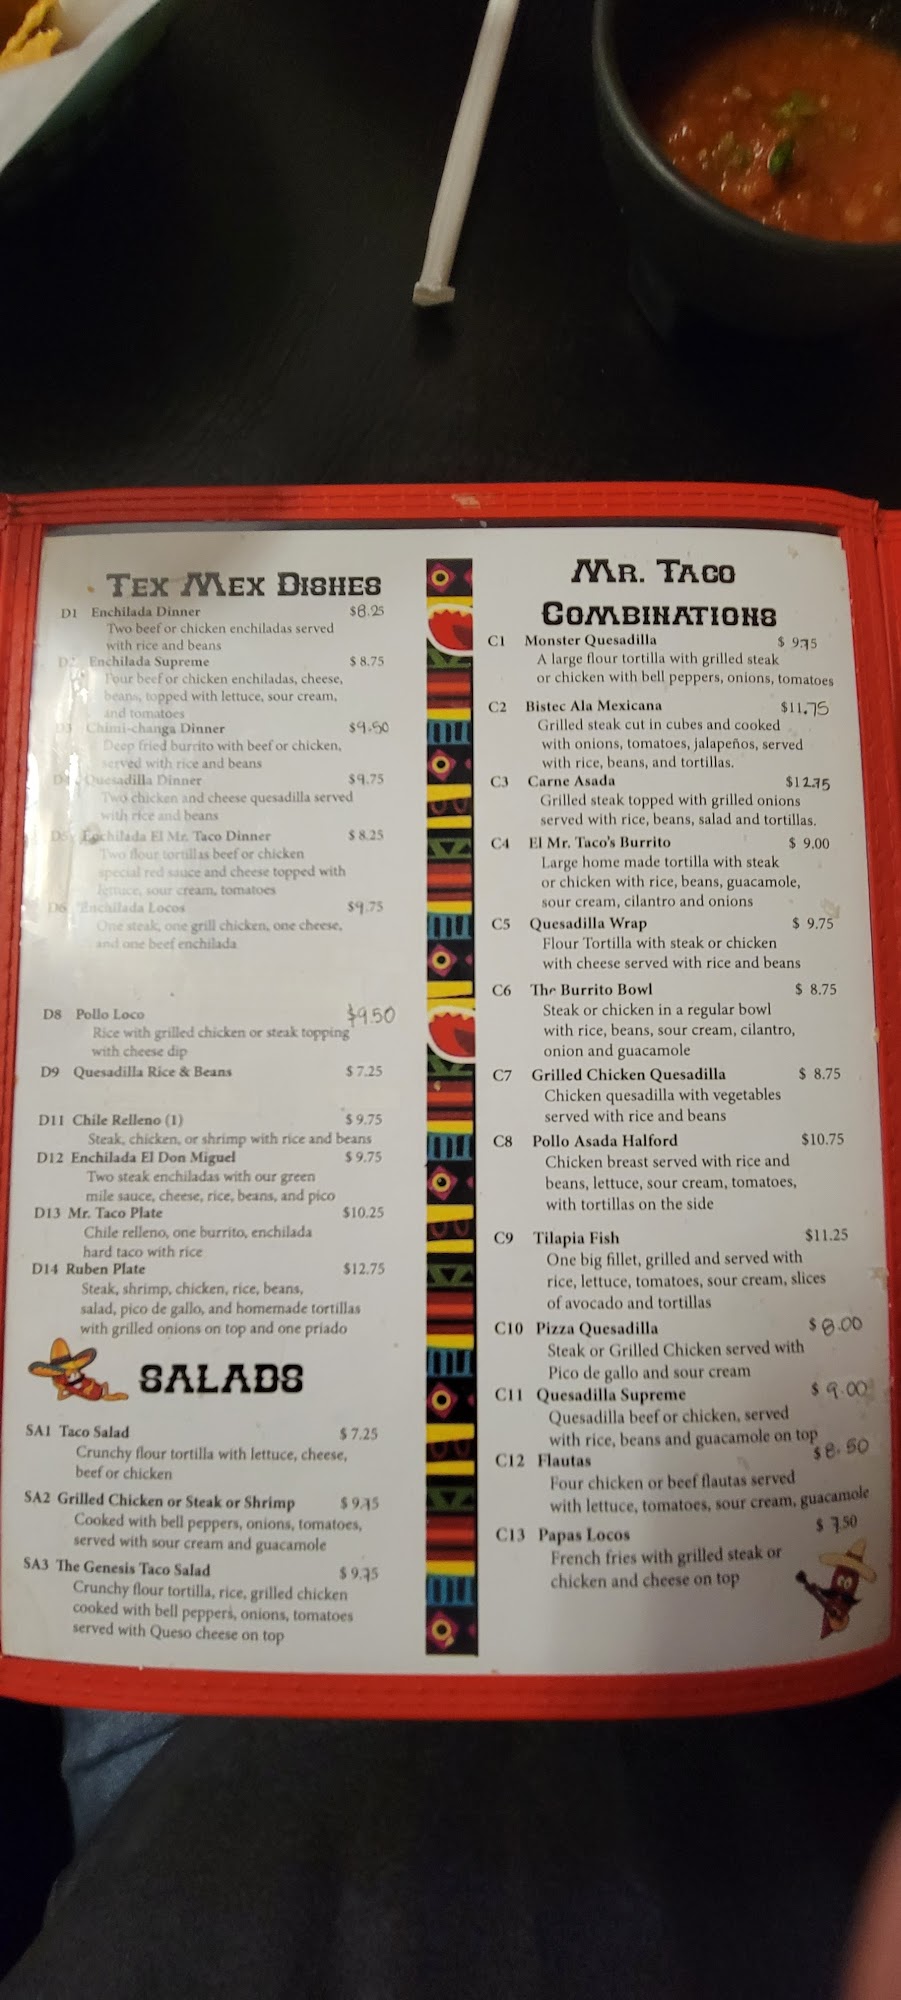 Tex Mex Dishes
D1 Enchilada Dinner $8.25
Two beef or chicken enchiladas served
with rice and beans
D2 Enchilada Supreme $ 8.75
Four beef or chicken enchiladas, cheese,
beans, topped with lettuce, sour cream,
and tomatoes
D3 Chimi-changa Dinner $9.50
Deep fried burrito with beef or chicken,
served with rice and beans
D4 Quesadilla Dinner $9.75
Two chicken and cheese quesadilla served
with rice and beans
D5 Enchilada El Mr. Taco Dinner $ 8.25
Two flour tortillas beef or chicken
special red sauce and cheese topped with
lettuce, sour cream, tomatoes
D6 Enchilada Locos $9.75
One steak, one grill chicken, one cheese,
and one beef enchilada
D8 Pollo Loco $9.50
Rice with grilled chicken or steak topping
with cheese dip
D9 Quesadilla Rice & Beans $ 7.25
D11 Chile Relleno (1) $ 9.75
Steak, chicken, or shrimp with rice and beans
D12 Enchilada El Don Miguel $ 9.75
Two steak enchiladas with our green
mile sauce, cheese, rice, beans, and pico
D13 Mr. Taco Plate $10.25
Chile relleno, one burrito, enchilada
hard taco with rice
D14 Ruben Plate $12.75
Steak, shrimp, chicken, rice, beans,
salad, pico de gallo, and homemade tortillas
with grilled onions on top and one priado
SALADS
SA1 Taco Salad $ 7.25
Crunchy flour tortilla with lettuce, cheese,
beef or chicken
SA2 Grilled Chicken or Steak or Shrimp $ 9.75
Cooked with bell peppers, onions, tomatoes,
served with sour cream and guacamole
SA3 The Genesis Taco Salad $ 9.75
Crunchy flour tortilla, rice, grilled chicken
cooked with bell peppers, onions, tomatoes
served with Queso cheese on top
Mr. Taco
Combinations
C1 Monster Quesadilla $ 9.75
A large flour tortilla with grilled steak
or chicken with bell peppers, onions, tomatoes
C2 Bistec Ala Mexicana $11.75
Grilled steak cut in cubes and cooked
with onions, tomatoes, jalapeños, served
with rice, beans, and tortillas.
C3 Carne Asada $12.75
Grilled steak topped with grilled onions
served with rice, beans, salad and tortillas.
C4 El Mr. Taco's Burrito $ 9.00
Large home made tortilla with steak
or chicken with rice, beans, guacamole,
sour cream, cilantro and onions
C5 Quesadilla Wrap $ 9.75
Flour Tortilla with steak or chicken
with cheese served with rice and beans
C6 The Burrito Bowl $ 8.75
Steak or chicken in a regular bowl
with rice, beans, sour cream, cilantro,
onion and guacamole
C7 Grilled Chicken Quesadilla $ 8.75
Chicken quesadilla with vegetables
served with rice and beans
C8 Pollo Asada Halford $10.75
Chicken breast served with rice and
beans, lettuce, sour cream, tomatoes,
with tortillas on the side
C9 Tilapia Fish $11.25
One big fillet, grilled and served with
rice, lettuce, tomatoes, sour cream, slices
of avocado and tortillas
C10 Pizza Quesadilla $ 8.00
Steak or Grilled Chicken served with
Pico de gallo and sour cream
C11 Quesadilla Supreme $ 9.00
Quesadilla beef or chicken, served
with rice, beans and guacamole on top
C12 Flautas $8.50
Four chicken or beef flautas served
with lettuce, tomatoes, sour cream, guacamole
C13 Papas Locos $ 7.50
French fries with grilled steak or
chicken and cheese on top